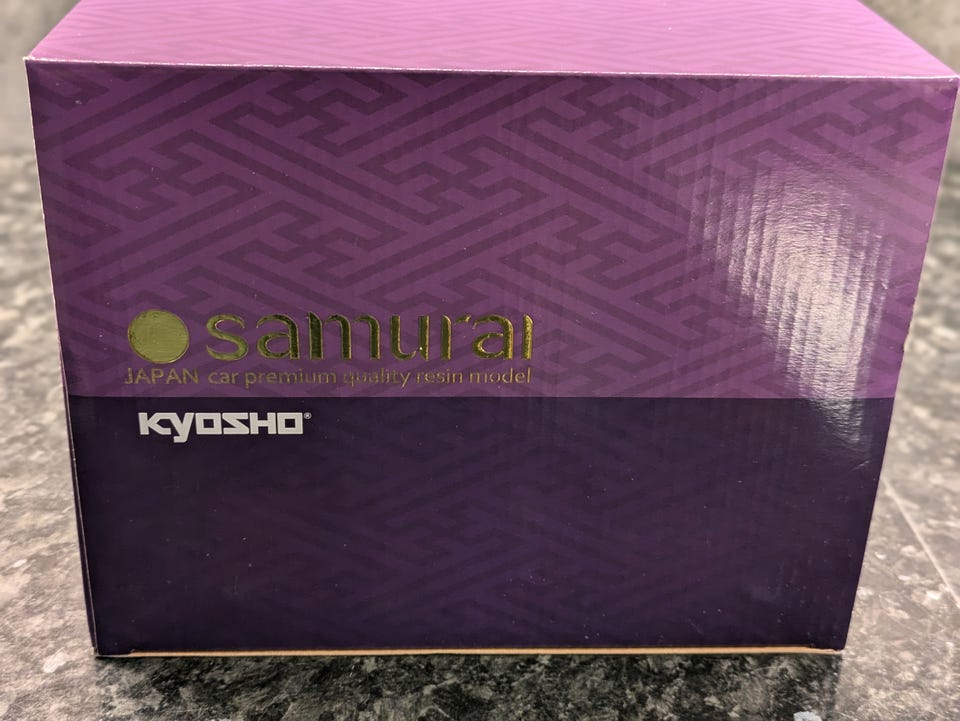 samurai
JAPAN car premium quality resin model
KYOSHO®